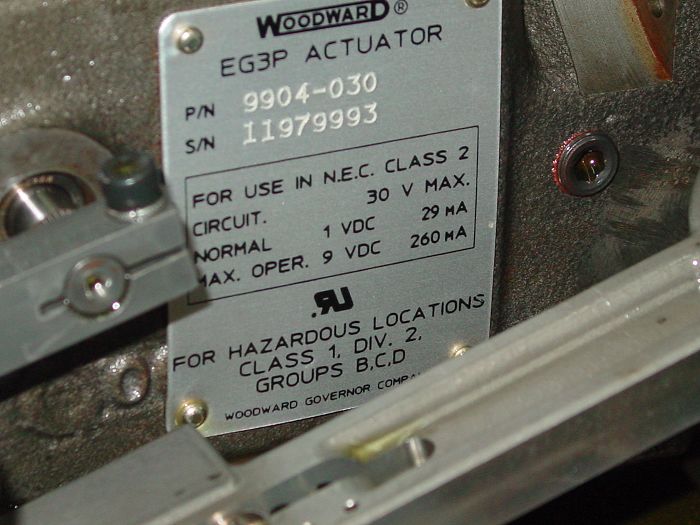 WOODWARD®
EG3P ACTUATOR
P/N 9904-030
S/N 11979993
FOR USE IN N.E.C. CLASS 2
CIRCUIT. 30 V MAX.
NORMAL 1 VDC 29 MA
MAX. OPER. 9 VDC 260 MA
RU
FOR HAZARDOUS LOCATIONS
CLASS 1, DIV. 2,
GROUPS B,C,D
WOODWARD GOVERNOR